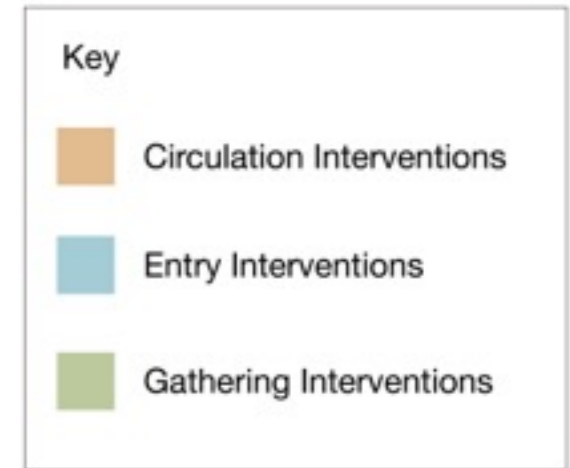 Key
Circulation Interventions
Entry Interventions
Gathering Interventions